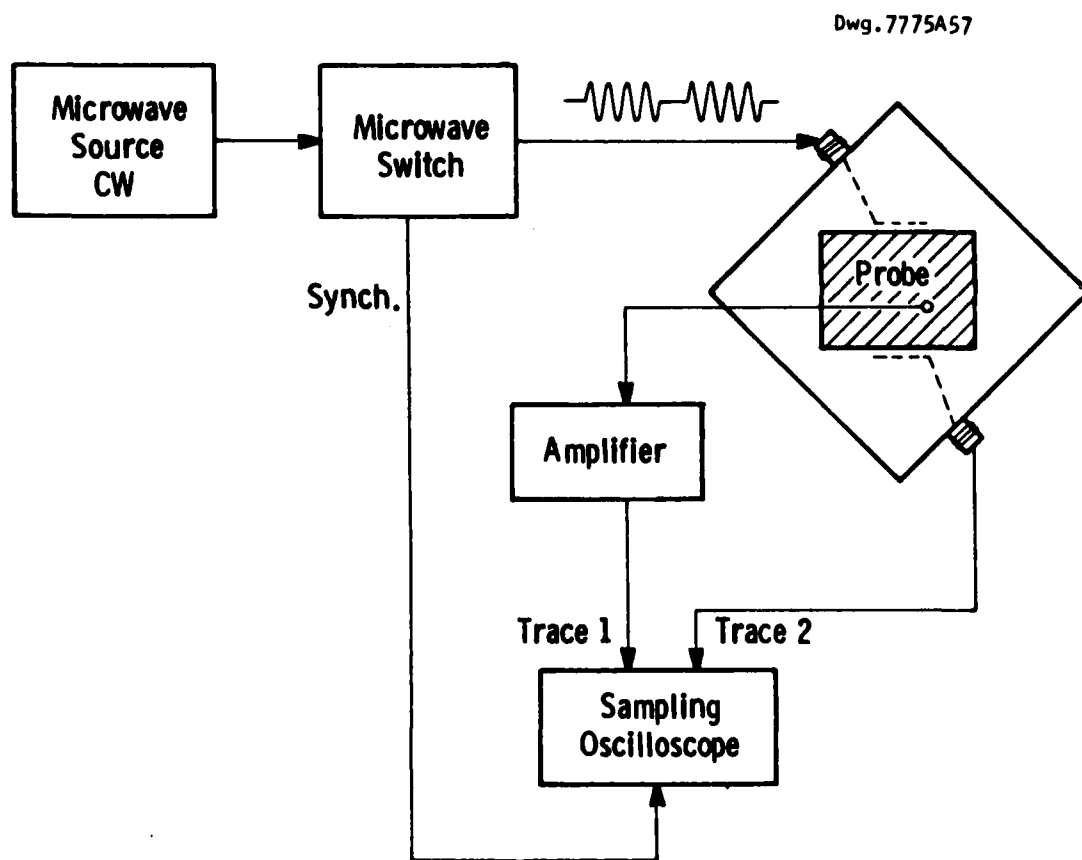 Dwg.7775A57
Microwave
Source
CW
Microwave
Switch
Probe
Synch.
Amplifier
Trace 1
Trace 2
Sampling
Oscilloscope